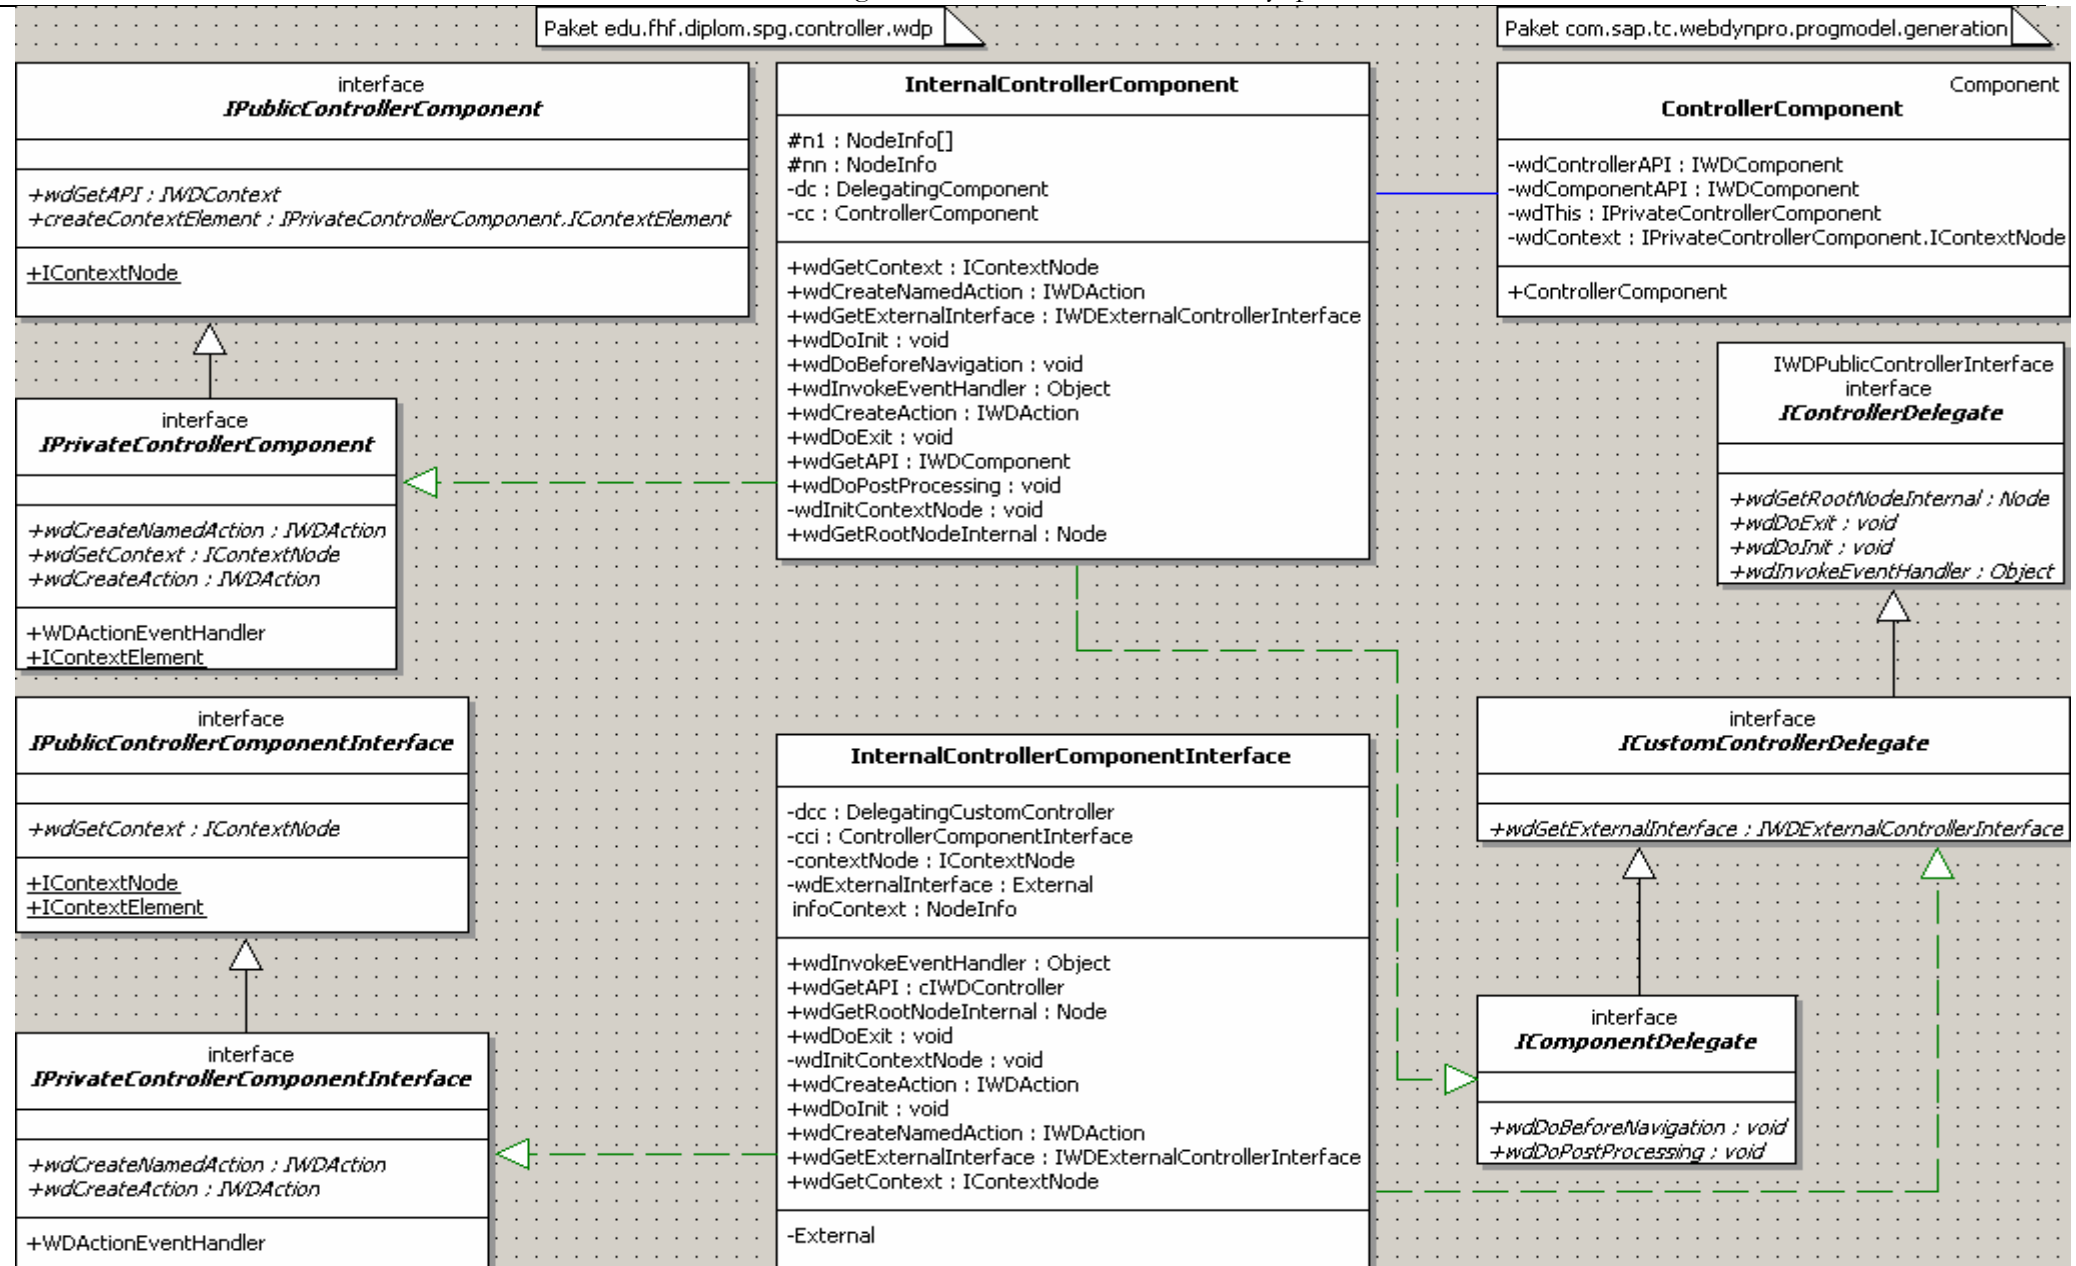 Paket edu.fhf.diplom.spg.controller.wdp
Paket com.sap.tc.webdynpro.progmodel.generation
interface
IPublicControllerComponent
+wdGetAPI : IWDContext
+createContextElement : IPrivateControllerComponent.IContextElement
+IContextNode
InternalControllerComponent
#n1 : NodeInfo[]
#nn : NodeInfo
-dc : DelegatingComponent
-cc : ControllerComponent
+wdGetContext : IContextNode
+wdCreateNamedAction : IWDAction
+wdGetExternalInterface : IWDExternalControllerInterface
+wdDoInit : void
+wdDoBeforeNavigation : void
+wdInvokeEventHandler : Object
+wdCreateAction : IWDAction
+wdDoExit : void
+wdGetAPI : IWDComponent
+wdDoPostProcessing : void
-wdInitContextNode : void
+wdGetRootNodeInternal : Node
Component
ControllerComponent
-wdControllerAPI : IWDComponent
-wdComponentAPI : IWDComponent
-wdThis : IPrivateControllerComponent
-wdContext : IPrivateControllerComponent.IContextNode
+ControllerComponent
IWDPublicControllerInterface
interface
IControllerDelegate
+wdGetRootNodeInternal : Node
+wdDoExit : void
+wdDoInit : void
+wdInvokeEventHandler : Object
interface
IPrivateControllerComponent
+wdCreateNamedAction : IWDAction
+wdGetContext : IContextNode
+wdCreateAction : IWDAction
+WDActionEventHandler
+IContextElement
interface
IPublicControllerComponentInterface
+wdGetContext : IContextNode
+IContextNode
+IContextElement
InternalControllerComponentInterface
-dcc : DelegatingCustomController
-cci : ControllerComponentInterface
-contextNode : IContextNode
-wdExternalInterface : External
infoContext : NodeInfo
+wdInvokeEventHandler : Object
+wdGetAPI : cIWDController
+wdGetRootNodeInternal : Node
+wdDoExit : void
-wdInitContextNode : void
+wdCreateAction : IWDAction
+wdDoInit : void
+wdCreateNamedAction : IWDAction
+wdGetExternalInterface : IWDExternalControllerInterface
+wdGetContext : IContextNode
-External
interface
ICustomControllerDelegate
+wdGetExternalInterface : IWDExternalControllerInterface
interface
IComponentDelegate
+wdDoBeforeNavigation : void
+wdDoPostProcessing : void
interface
IPrivateControllerComponentInterface
+wdCreateNamedAction : IWDAction
+wdCreateAction : IWDAction
+WDActionEventHandler